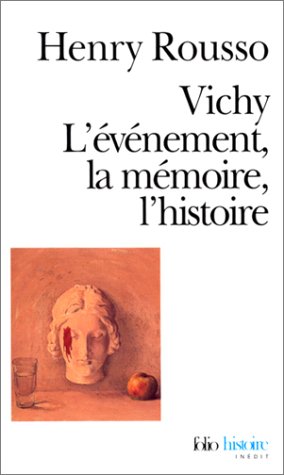 Henry Rousso
Vichy
L'événement,
la mémoire,
l'histoire
folio histoire
INÉDIT